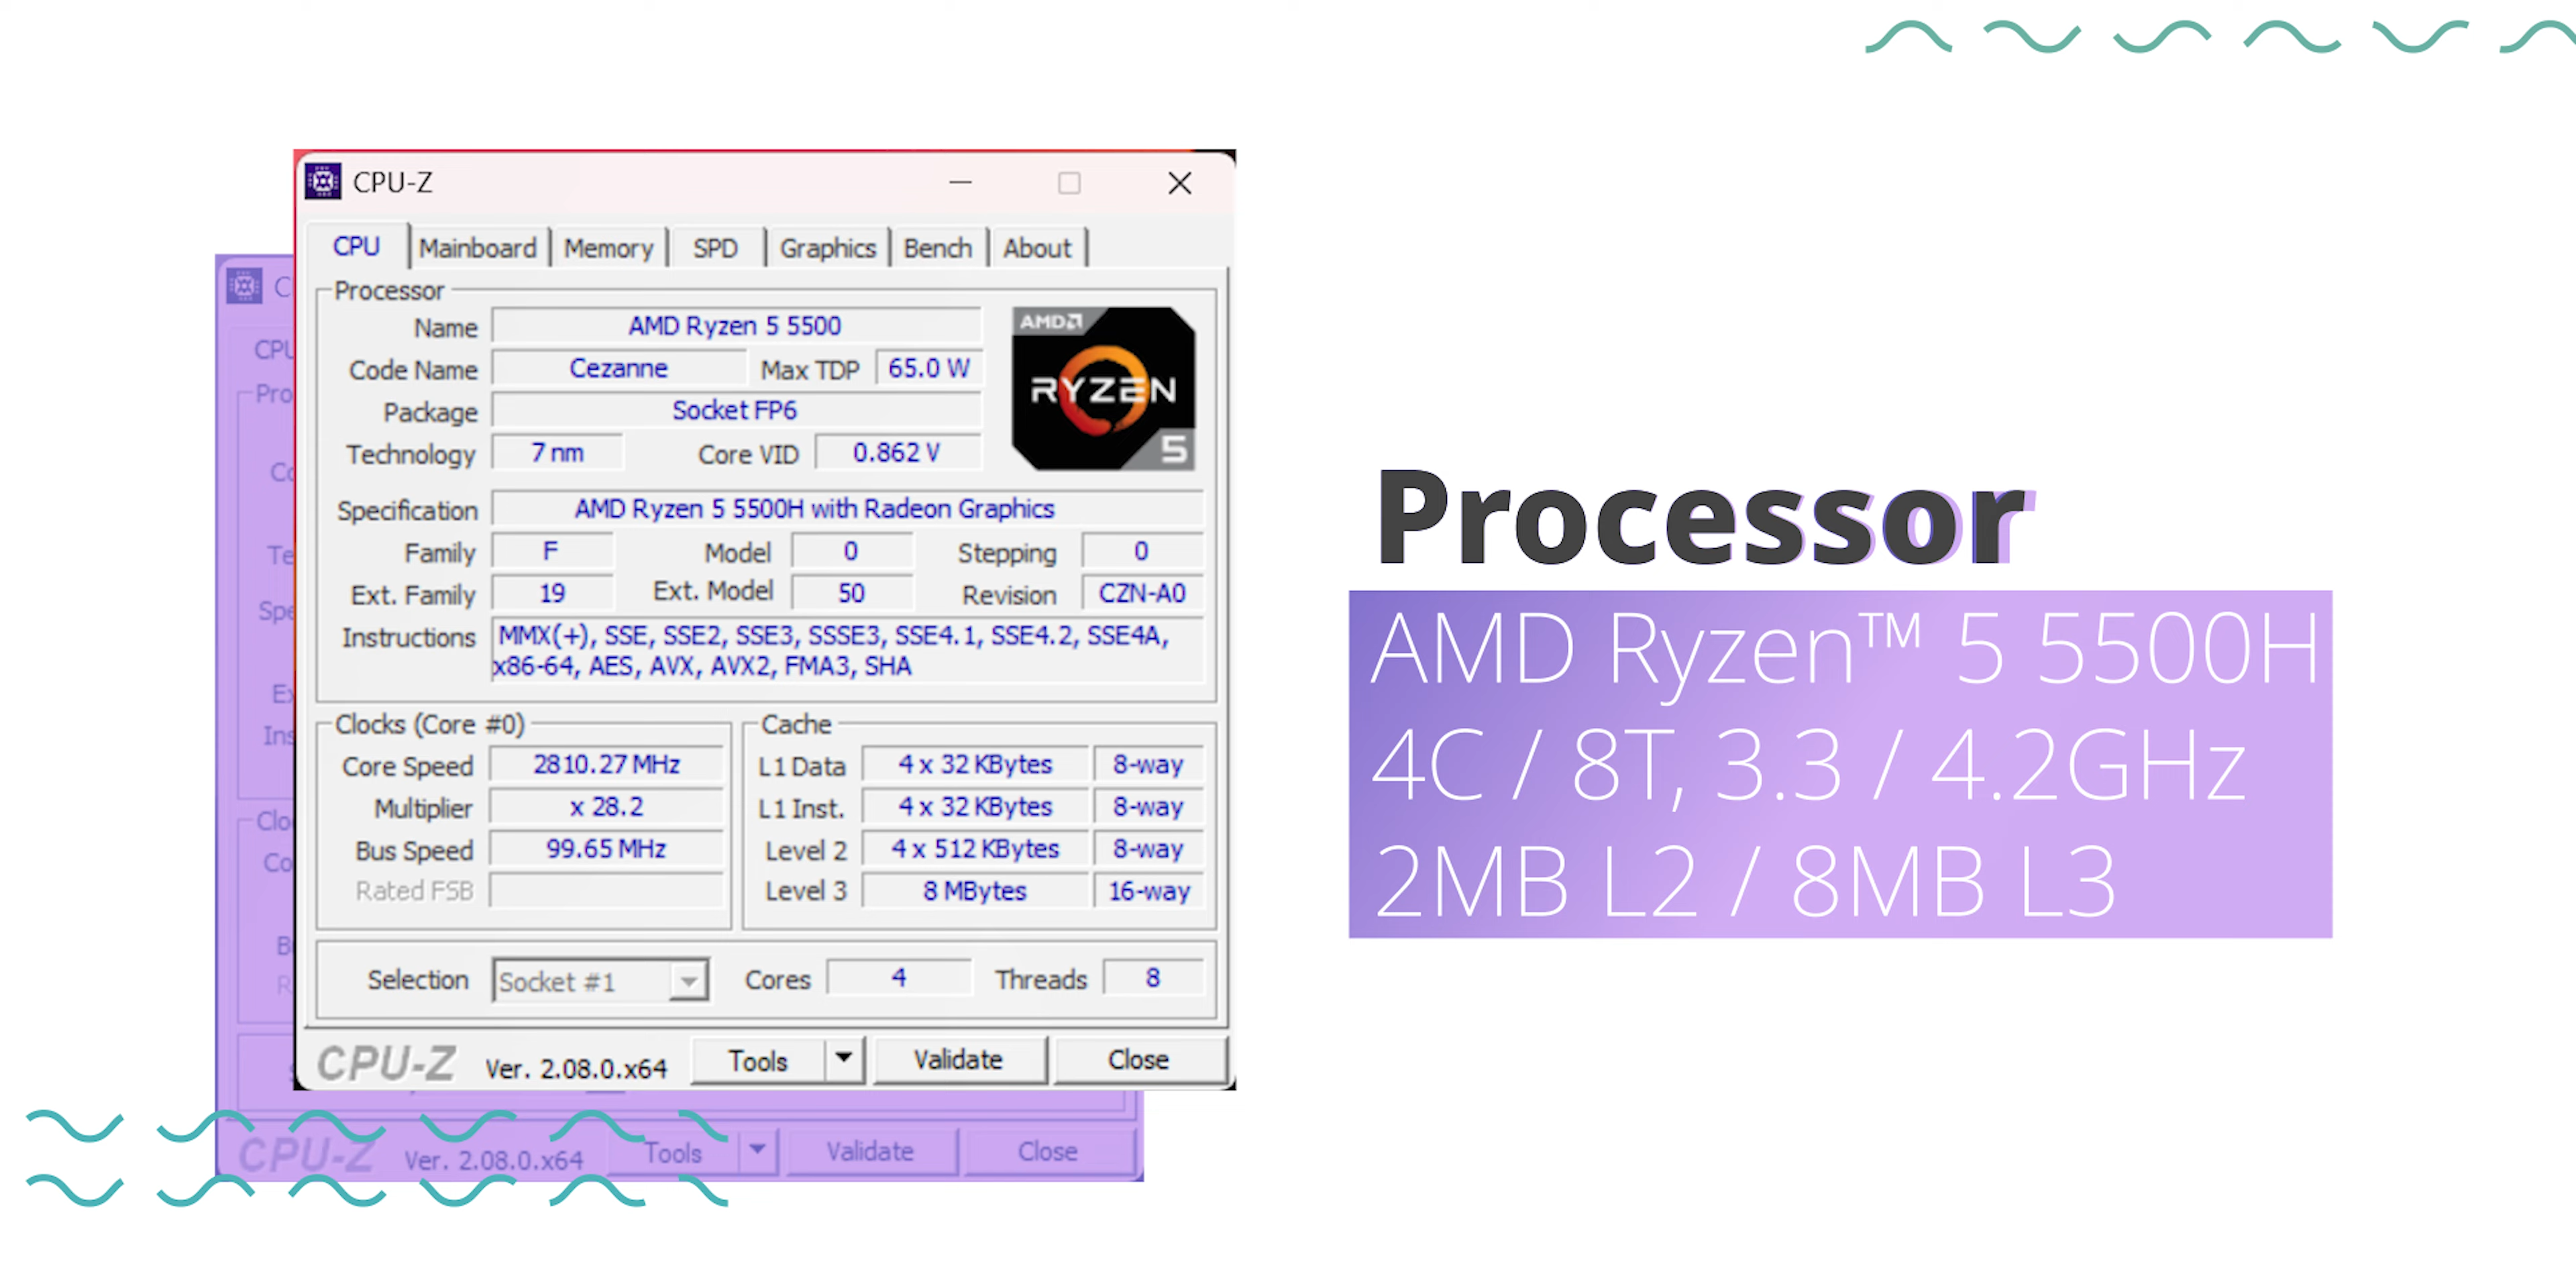 CPU-Z
CPU Mainboard Memory SPD Graphics Bench About
Processor
Name AMD Ryzen 5 5500
Code Name Cezanne Max TDP 65.0 W
Package Socket FP6
Technology 7 nm Core VID 0.862 V
AMD
RYZEN
5
Specification AMD Ryzen 5 5500H with Radeon Graphics
Family F Model 0 Stepping 0
Ext. Family 19 Ext. Model 50 Revision CZN-A0
Instructions MMX(+), SSE, SSE2, SSE3, SSSE3, SSE4.1, SSE4.2, SSE4A,
x86-64, AES, AVX, AVX2, FMA3, SHA
Clocks (Core #0)
Core Speed 2810.27 MHz
Multiplier x 28.2
Bus Speed 99.65 MHz
Rated FSB
Cache
L1 Data 4 x 32 KBytes 8-way
L1 Inst. 4 x 32 KBytes 8-way
Level 2 4 x 512 KBytes 8-way
Level 3 8 MBytes 16-way
Selection Socket #1 Cores 4 Threads 8
CPU-Z Ver. 2.08.0.x64 Tools Validate Close
CPU-Z Ver. 2.08.0.x64 Tools Validate Close
Processor
AMD Ryzen™ 5 5500H
4C / 8T, 3.3 / 4.2GHz
2MB L2 / 8MB L3